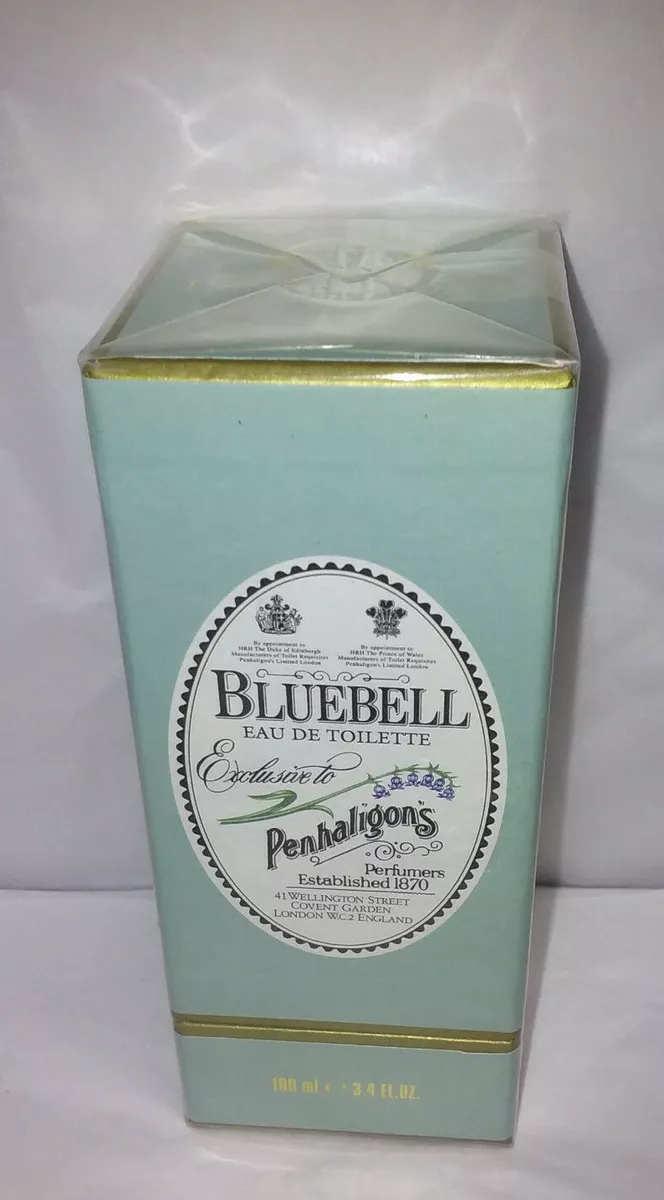 By appointment to
HRH The Duke of Edinburgh
Manufacturers of Toilet Requisites
Penhaligon's Limited London
By appointment to
HRH The Prince of Wales
Manufacturers of Toilet Requisites
Penhaligon's Limited London
BLUEBELL
EAU DE TOILETTE
Exclusive to
Penhaligon's
Perfumers
Established 1870
41 WELLINGTON STREET
COVENT GARDEN
LONDON W.C.2 ENGLAND
100 ml e 3.4 FL.OZ.